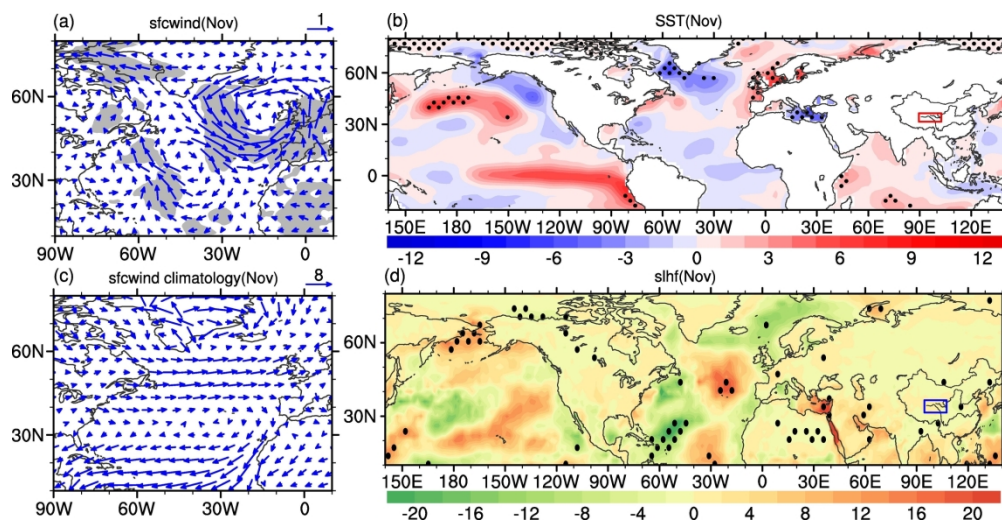 (a) sfcwind(Nov) 1
60N
30N
90W 60W 30W 0
(b) SST(Nov)
60N
30N
0
150W 180 150W 120W 90W 60W 30W 0 30E 60E 90E 120E
-12 -9 -6 -3 0 3 6 9 12
(c) sfcwind climatology(Nov) 8
60N
30N
90W 60W 30W 0
(d) slhf(Nov)
60N
30N
0
150W 180 150W 120W 90W 60W 30W 0 30E 60E 90E 120E
-20 -16 -12 -8 -4 0 4 8 12 16 20